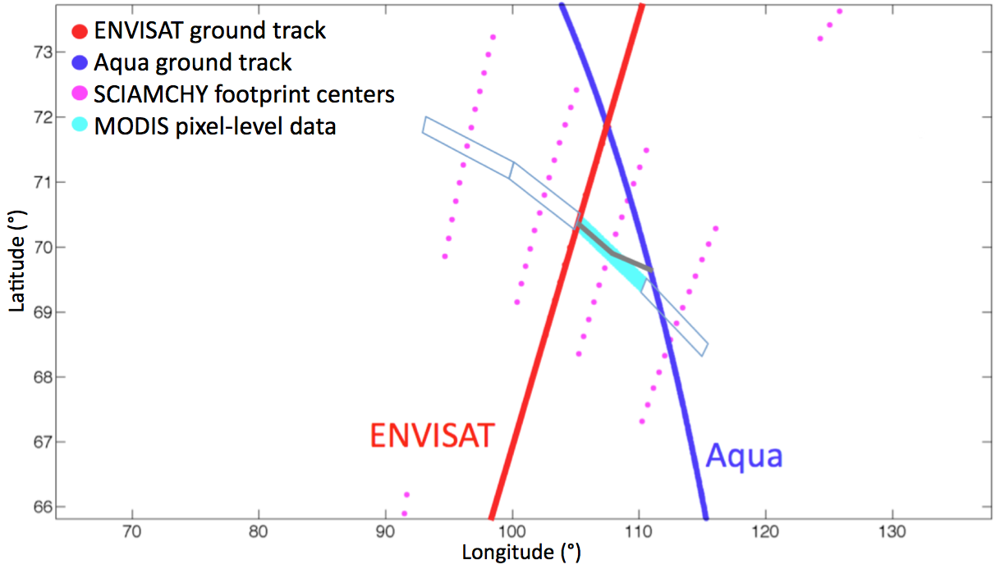 ENVISAT ground track
Aqua ground track
SCIAMCHY footprint centers
MODIS pixel-level data
73
72
71
70
69
68
67
66
Latitude (°)
ENVISAT
Aqua
70
80
90
100
110
120
130
Longitude (°)